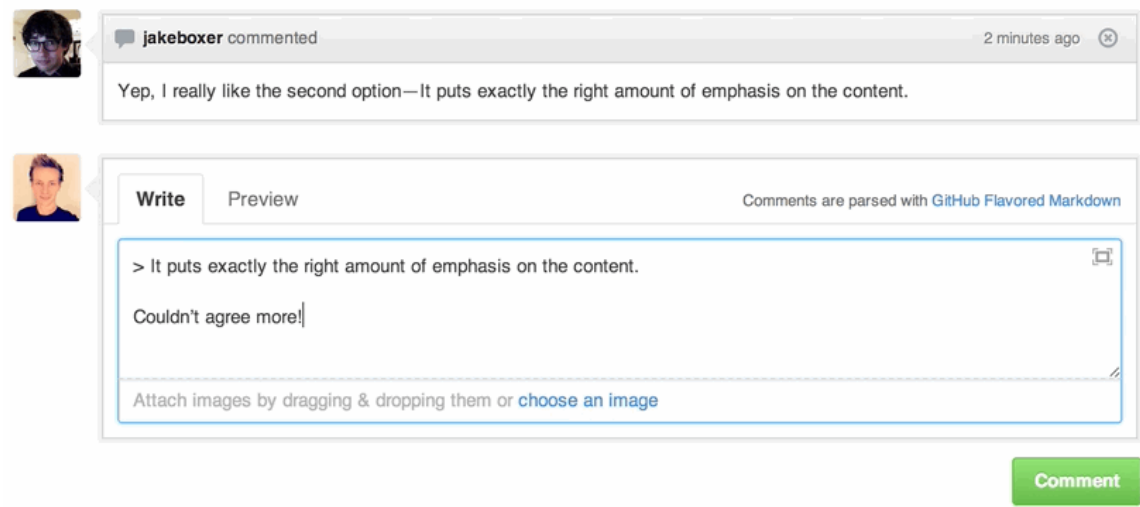 jakeboxer commented 2 minutes ago
Yep, I really like the second option—It puts exactly the right amount of emphasis on the content.
Write Preview Comments are parsed with GitHub Flavored Markdown
> It puts exactly the right amount of emphasis on the content.
Couldn't agree more!
Attach images by dragging & dropping them or choose an image
Comment